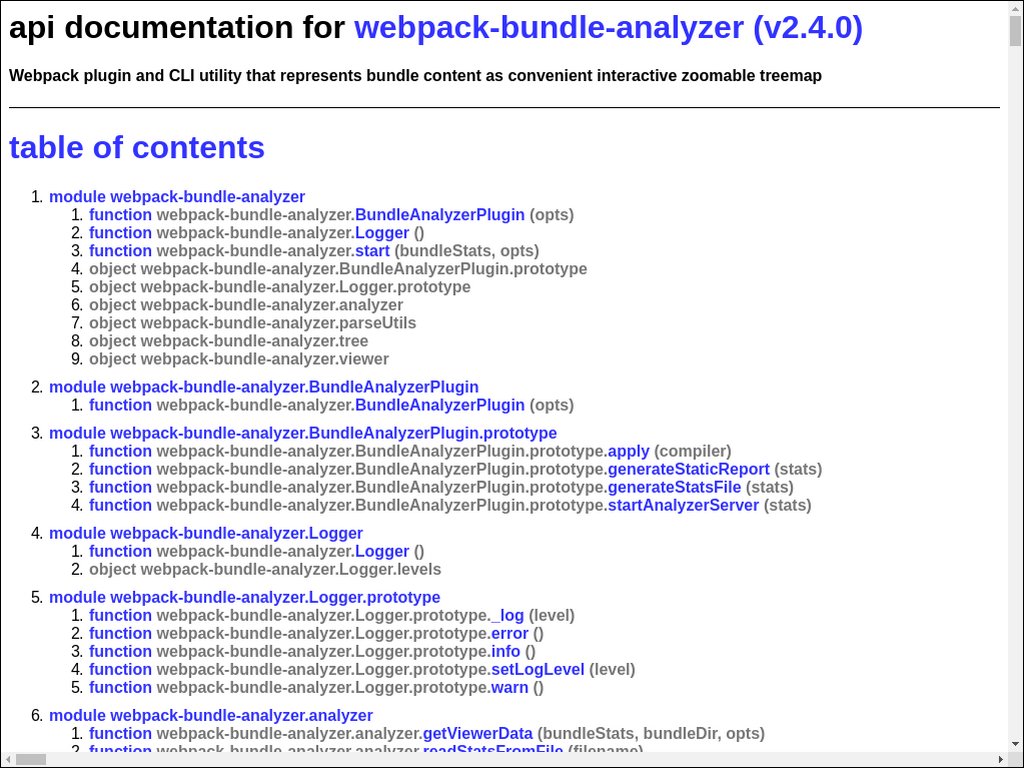 api documentation for webpack-bundle-analyzer (v2.4.0)
Webpack plugin and CLI utility that represents bundle content as convenient interactive zoomable treemap
table of contents
1. module webpack-bundle-analyzer
1. function webpack-bundle-analyzer.BundleAnalyzerPlugin (opts)
2. function webpack-bundle-analyzer.Logger ()
3. function webpack-bundle-analyzer.start (bundleStats, opts)
4. object webpack-bundle-analyzer.BundleAnalyzerPlugin.prototype
5. object webpack-bundle-analyzer.Logger.prototype
6. object webpack-bundle-analyzer.analyzer
7. object webpack-bundle-analyzer.parseUtils
8. object webpack-bundle-analyzer.tree
9. object webpack-bundle-analyzer.viewer
2. module webpack-bundle-analyzer.BundleAnalyzerPlugin
1. function webpack-bundle-analyzer.BundleAnalyzerPlugin (opts)
3. module webpack-bundle-analyzer.BundleAnalyzerPlugin.prototype
1. function webpack-bundle-analyzer.BundleAnalyzerPlugin.prototype.apply (compiler)
2. function webpack-bundle-analyzer.BundleAnalyzerPlugin.prototype.generateStaticReport (stats)
3. function webpack-bundle-analyzer.BundleAnalyzerPlugin.prototype.generateStatsFile (stats)
4. function webpack-bundle-analyzer.BundleAnalyzerPlugin.prototype.startAnalyzerServer (stats)
4. module webpack-bundle-analyzer.Logger
1. function webpack-bundle-analyzer.Logger ()
2. object webpack-bundle-analyzer.Logger.levels
5. module webpack-bundle-analyzer.Logger.prototype
1. function webpack-bundle-analyzer.Logger.prototype._log (level)
2. function webpack-bundle-analyzer.Logger.prototype.error ()
3. function webpack-bundle-analyzer.Logger.prototype.info ()
4. function webpack-bundle-analyzer.Logger.prototype.setLogLevel (level)
5. function webpack-bundle-analyzer.Logger.prototype.warn ()
6. module webpack-bundle-analyzer.analyzer
1. function webpack-bundle-analyzer.analyzer.getViewerData (bundleStats, bundleDir, opts)
2. function webpack-bundle-analyzer.analyzer.readStatsFromFile (filename)